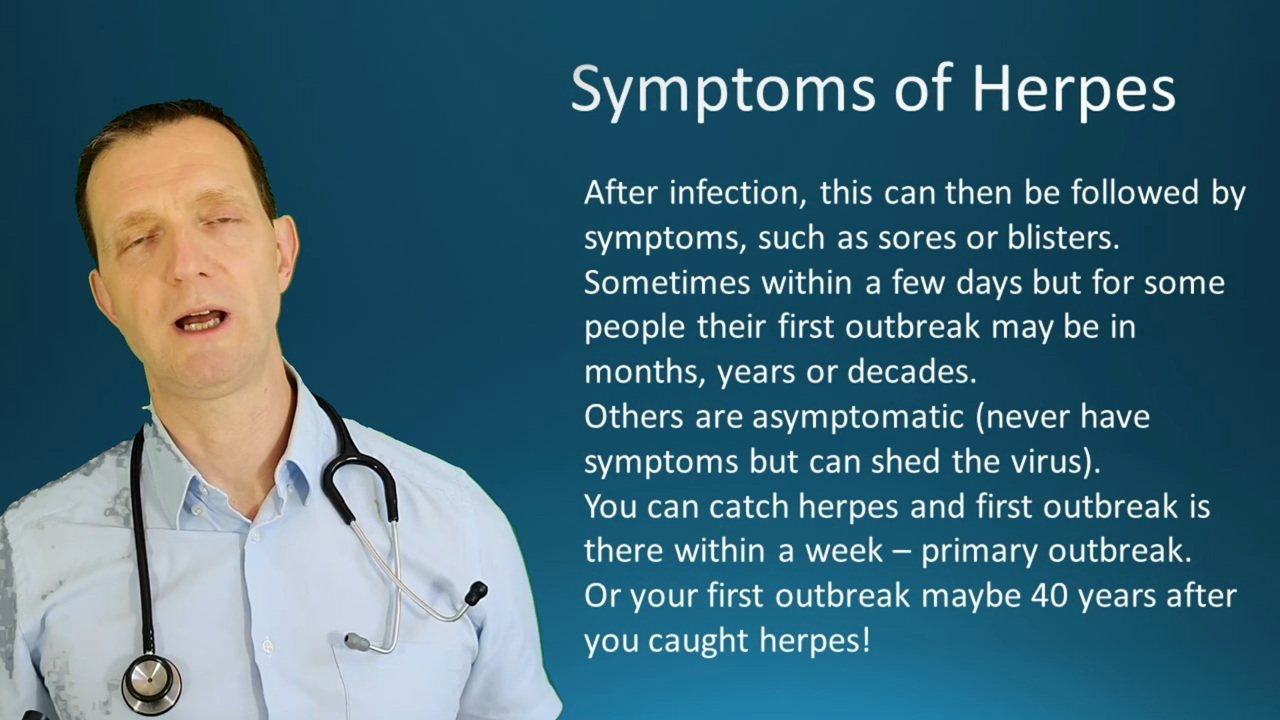 Symptoms of Herpes
After infection, this can then be followed by
symptoms, such as sores or blisters.
Sometimes within a few days but for some
people their first outbreak may be in
months, years or decades.
Others are asymptomatic (never have
symptoms but can shed the virus).
You can catch herpes and first outbreak is
there within a week – primary outbreak.
Or your first outbreak maybe 40 years after
you caught herpes!